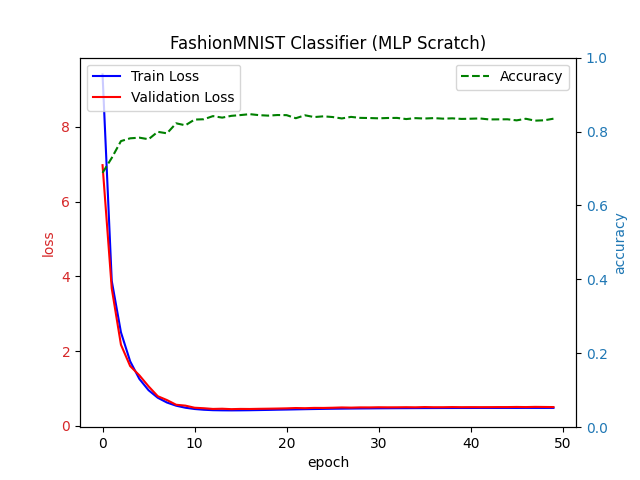 FashionMNIST Classifier (MLP Scratch)
Train Loss
Validation Loss
Accuracy
loss
8
6
4
2
0
1.0
0.8
0.6
0.4
0.2
0.0
accuracy
0 10 20 30 40 50
epoch